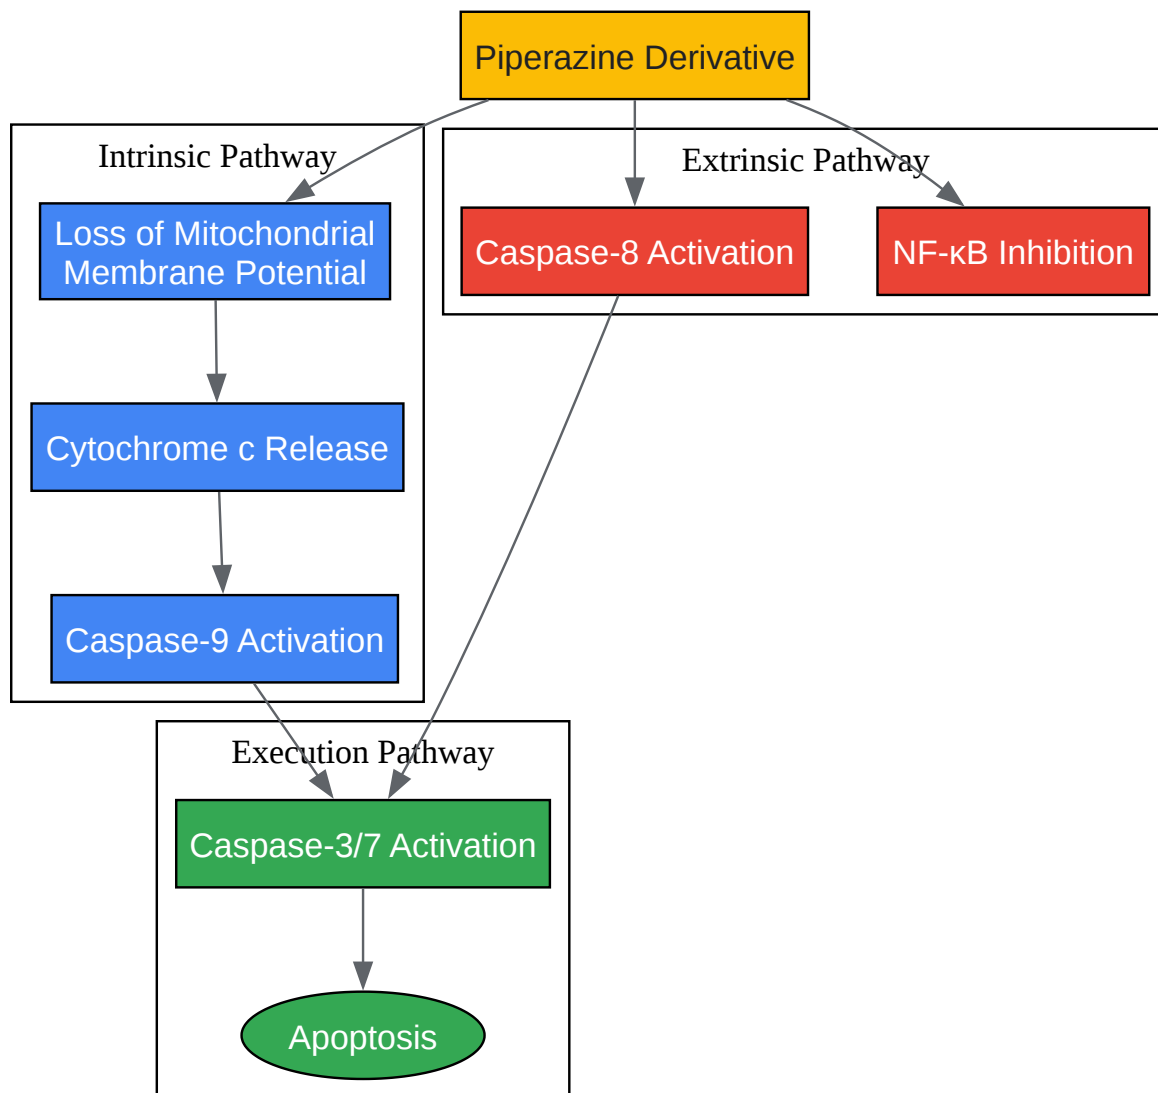 Piperazine Derivative
Intrinsic Pathway
Extrinsic Pathway
Loss of Mitochondrial
Membrane Potential
Caspase-8 Activation
NF-κB Inhibition
Cytochrome c Release
Caspase-9 Activation
Execution Pathway
Caspase-3/7 Activation
Apoptosis